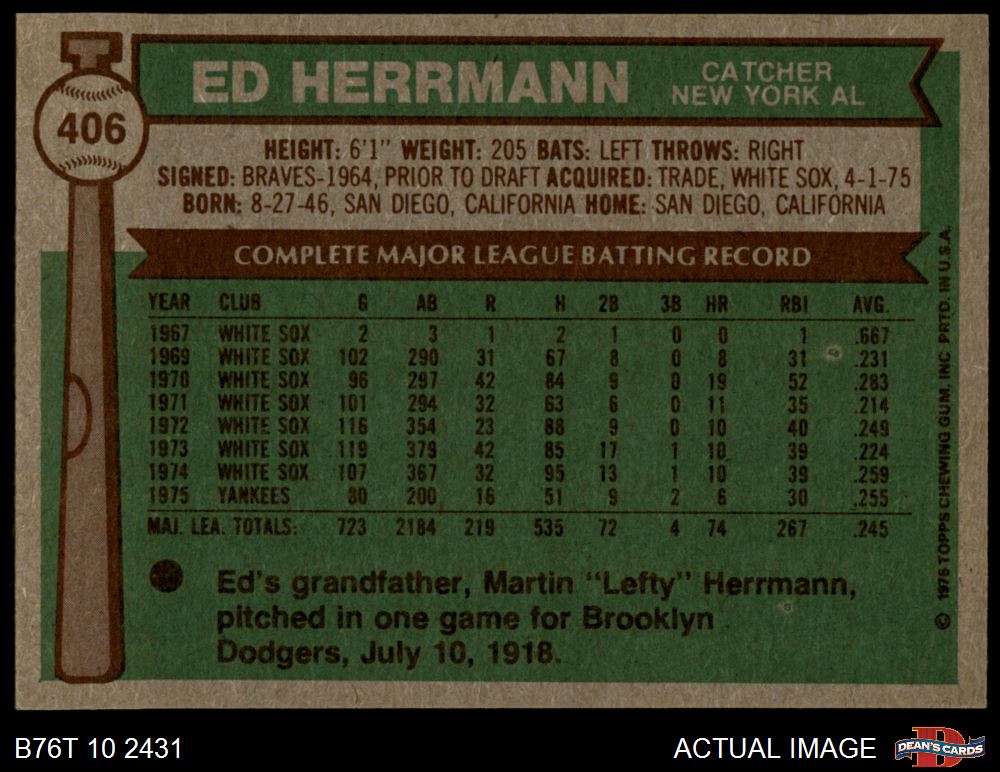 ED HERRMANN CATCHER
NEW YORK AL
406
HEIGHT: 6'1" WEIGHT: 205 BATS: LEFT THROWS: RIGHT
SIGNED: BRAVES-1964, PRIOR TO DRAFT ACQUIRED: TRADE, WHITE SOX, 4-1-75
BORN: 8-27-46, SAN DIEGO, CALIFORNIA HOME: SAN DIEGO, CALIFORNIA
COMPLETE MAJOR LEAGUE BATTING RECORD
YEAR CLUB G AB R H 2B 3B HR RBI AVG.
1967 WHITE SOX 2 3 1 2 1 0 0 1 .667
1969 WHITE SOX 102 290 31 67 8 0 8 31 .231
1970 WHITE SOX 96 297 42 84 9 0 19 52 .283
1971 WHITE SOX 101 294 32 63 6 0 11 35 .214
1972 WHITE SOX 116 354 23 88 9 0 10 40 .249
1973 WHITE SOX 119 379 42 85 17 1 10 39 .224
1974 WHITE SOX 107 367 32 95 13 1 10 39 .259
1975 YANKEES 80 200 16 51 9 2 6 30 .255
MAJ. LEA. TOTALS: 723 2184 219 535 72 4 74 267 .245
Ed's grandfather, Martin "Lefty" Herrmann,
pitched in one game for Brooklyn
Dodgers, July 10, 1918.
© 1976 TOPPS CHEWING GUM, INC PRTD. IN U.S.A.
B76T 10 2431 ACTUAL IMAGE D DEAN'S CARDS